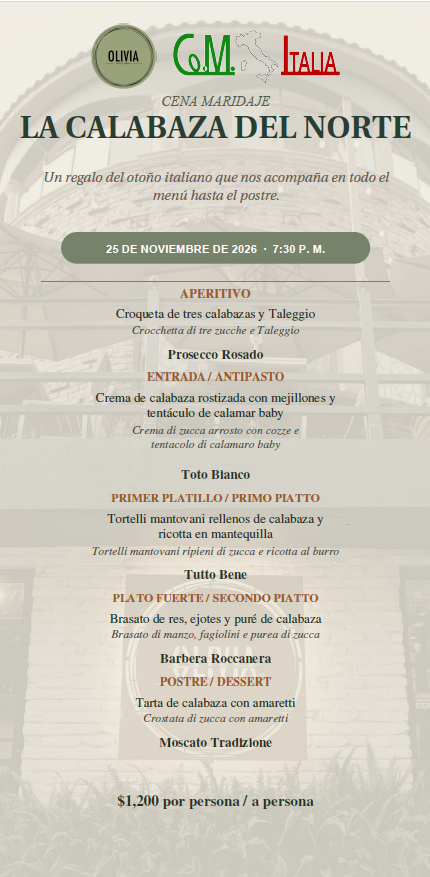 OLIVIA
G.M. ITALIA
CENA MARIDAJE
LA CALABAZA DEL NORTE
Un regalo del otoño italiano que nos acompaña en todo el
menú hasta el postre.
25 DE NOVIEMBRE DE 2026 · 7:30 P. M.
APERITIVO
Croqueta de tres calabazas y Taleggio
Crocchetta di tre zucche e Taleggio
Prosecco Rosado
ENTRADA / ANTIPASTO
Crema de calabaza rostizada con mejillones y
tentáculo de calamar baby
Crema di zucca arrosto con cozze e
tentacolo di calamaro baby
Toto Bianco
PRIMER PLATILLO / PRIMO PIATTO
Tortelli mantovani rellenos de calabaza y
ricotta en mantequilla
Tortelli mantovani ripieni di zucca e ricotta al burro
Tutto Bene
PLATO FUERTE / SECONDO PIATTO
Brasato de res, ejotes y puré de calabaza
Brasato di manzo, fagiolini e purea di zucca
OLIVIA
Barbera Roccanera
POSTRE / DESSERT
Tarta de calabaza con amaretti
Crostata di zucca con amaretti
Moscato Tradizione
$1,200 por persona / a persona